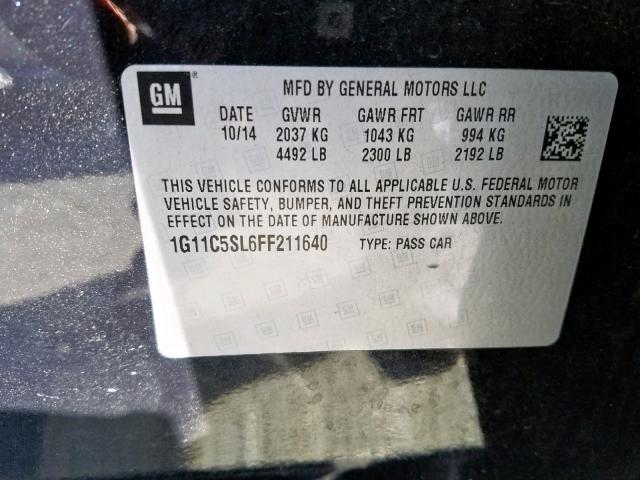 GM ® MFD BY GENERAL MOTORS LLC
DATE GVWR GAWR FRT GAWR RR
10/14 2037 KG 1043 KG 994 KG
4492 LB 2300 LB 2192 LB
THIS VEHICLE CONFORMS TO ALL APPLICABLE U.S. FEDERAL MOTOR
VEHICLE SAFETY, BUMPER, AND THEFT PREVENTION STANDARDS IN
EFFECT ON THE DATE OF MANUFACTURE SHOWN ABOVE.
1G11C5SL6FF211640 TYPE: PASS CAR